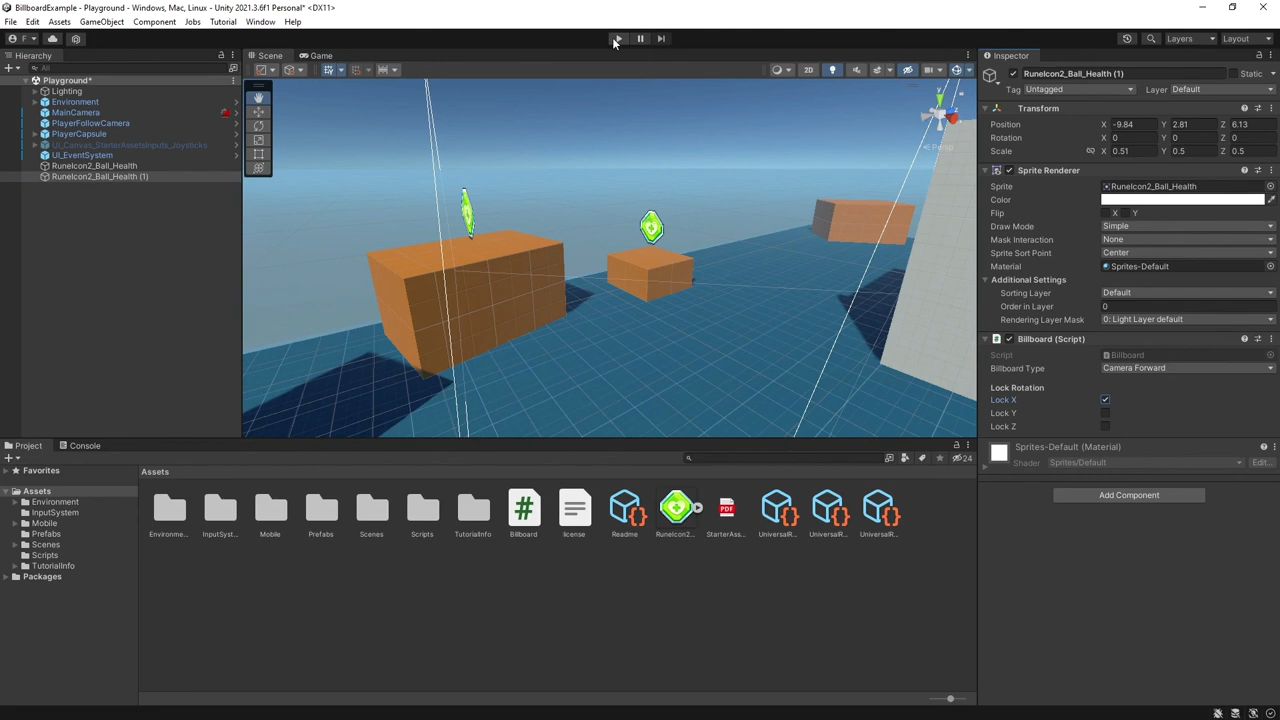 BillboardExample - Playground - Windows, Mac, Linux - Unity 2021.3.6f1 Personal* <DX11>
File Edit Assets GameObject Component Jobs Tutorial Window Help
F Layers Layout
Hierarchy
All
Playground*
Lighting
Environment
MainCamera
PlayerFollowCamera
PlayerCapsule
UI_Canvas_StarterAssetsInputs_Joysticks
UI_EventSystem
RuneIcon2_Ball_Health
RuneIcon2_Ball_Health (1)
Scene Game
2D
y
Persp
Inspector
RuneIcon2_Ball_Health (1) Static
Tag Untagged Layer Default
Transform
Position X -9.84 Y 2.81 Z 6.13
Rotation X 0 Y 0 Z 0
Scale X 0.51 Y 0.5 Z 0.5
Sprite Renderer
Sprite RuneIcon2_Ball_Health
Color
Flip X Y
Draw Mode Simple
Mask Interaction None
Sprite Sort Point Center
Material Sprites-Default
Additional Settings
Sorting Layer Default
Order in Layer 0
Rendering Layer Mask 0: Light Layer default
# Billboard (Script)
Script Billboard
Billboard Type Camera Forward
Lock Rotation
Lock X
Lock Y
Lock Z
Sprites-Default (Material)
Shader Sprites/Default Edit...
Add Component
Project Console
24
Favorites
Assets
Environment
InputSystem
Mobile
Prefabs
Scenes
Scripts
TutorialInfo
Packages
Assets
#
PDF
Environme... InputSyst... Mobile Prefabs Scenes Scripts TutorialInfo Billboard license Readme RuneIcon2... StarterAss... UniversalR... UniversalR... UniversalR...